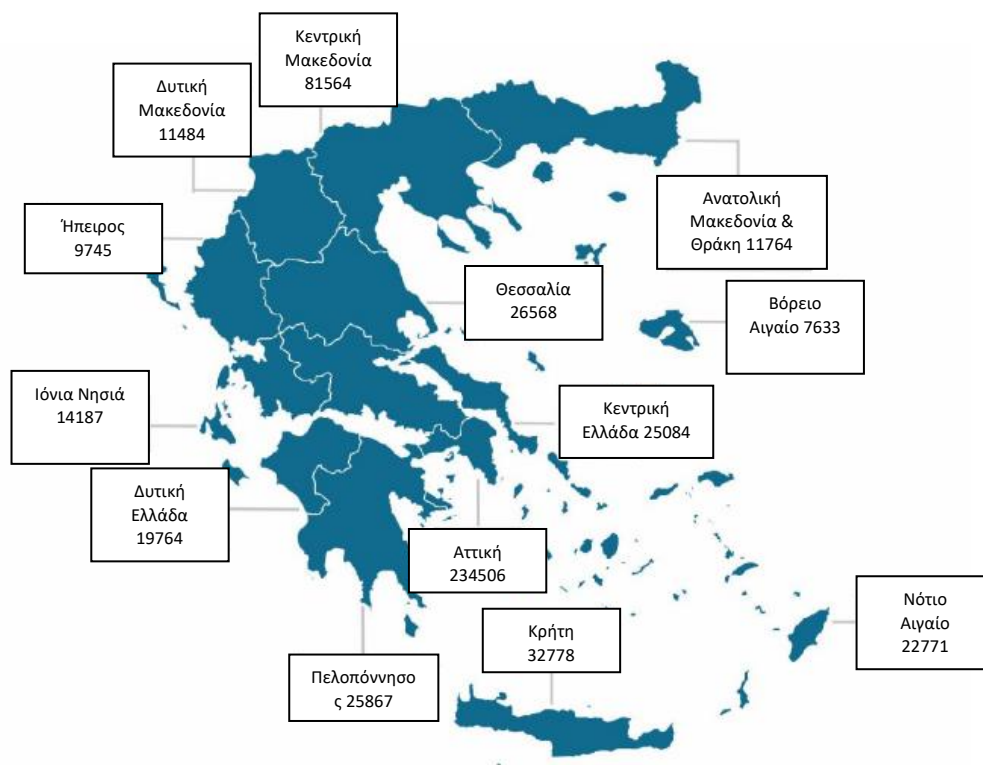 Κεντρική
Μακεδονία
81564
Δυτική
Μακεδονία
11484
Ανατολική
Μακεδονία &
Θράκη 11764
Ήπειρος
9745
Θεσσαλία
26568
Βόρειο
Αιγαίο 7633
Ιόνια Νησιά
14187
Κεντρική
Ελλάδα 25084
Δυτική
Ελλάδα
19764
Αττική
234506
Νότιο
Αιγαίο
22771
Κρήτη
32778
Πελοπόννησο
ς 25867